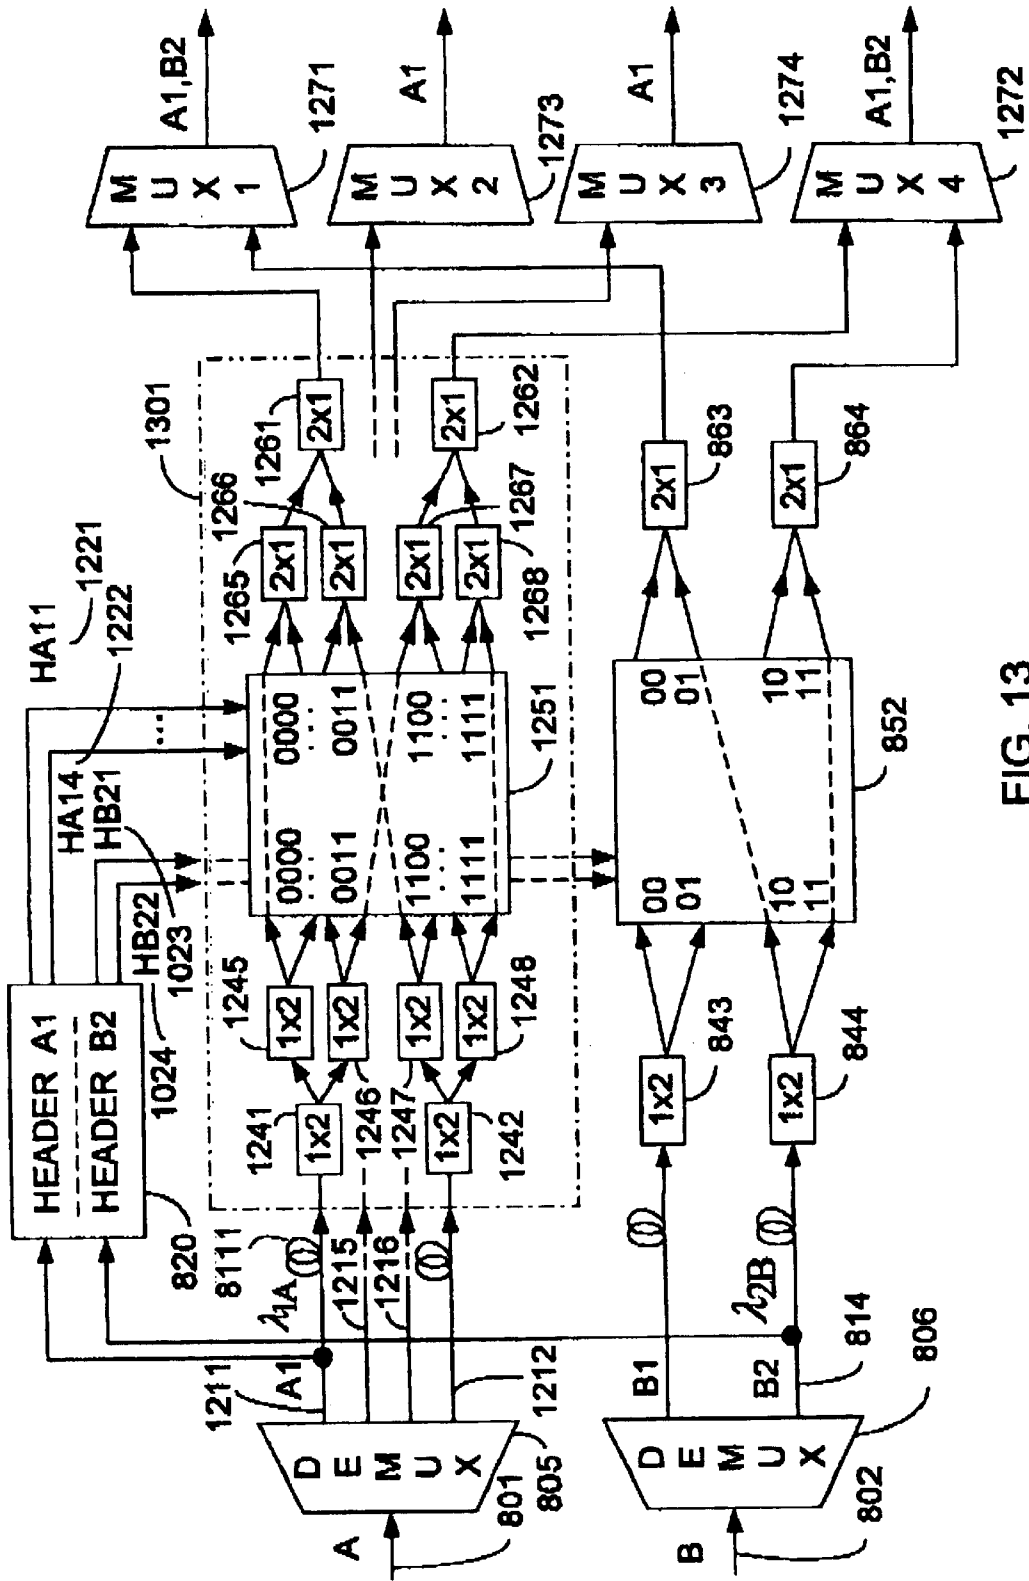 HEADER A1
HEADER B2
820
HA11
1221
HA14
1222
HB21
HB22
1023
1024
1301
8111
λ1A
1211
A1
1215
1216
1212
A
801
DEMUX
805
1241
1x2
1242
1x2
1245
1x2
1246
1x2
1247
1x2
1248
1x2
0000 0000
... ...
0011 0011
1100 1100
... ...
1111 1111
1251
1265
2x1
1266
2x1
1267
2x1
1268
2x1
1261
2x1
1262
2x1
...
MUX 1
A1,B2
1271
MUX 2
A1
1273
MUX 3
A1
1274
MUX 4
A1,B2
1272
B
802
DEMUX
806
B1
B2
λ2B
814
1x2
843
1x2
844
00 00
01 01
10 10
11 11
852
2x1
863
2x1
864
FIG. 13